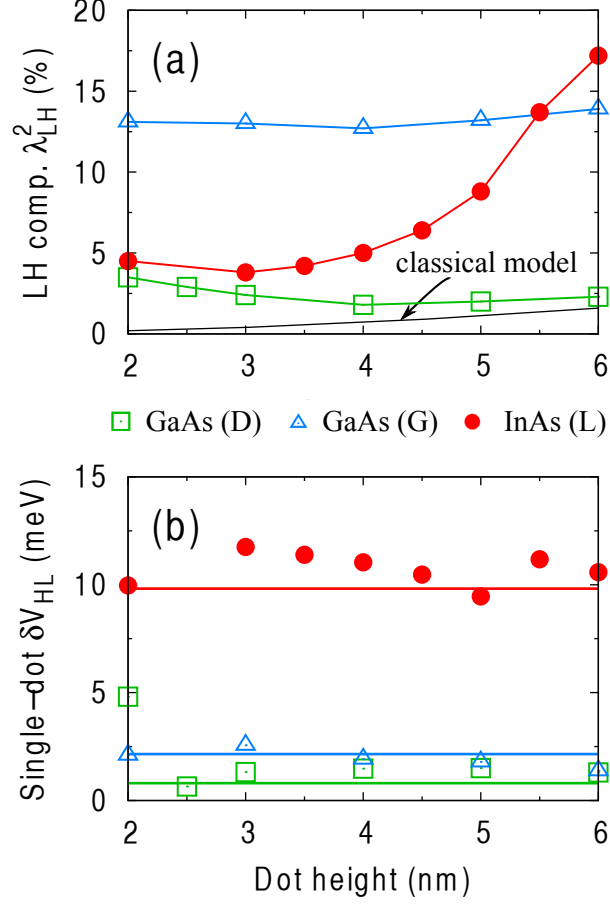 20
15
10
5
0
LH comp. λ²LH (%)
(a)
classical model
2 3 4 5 6
GaAs (D) GaAs (G) InAs (L)
15
10
5
0
Single-dot δVHL (meV)
(b)
2 3 4 5 6
Dot height (nm)